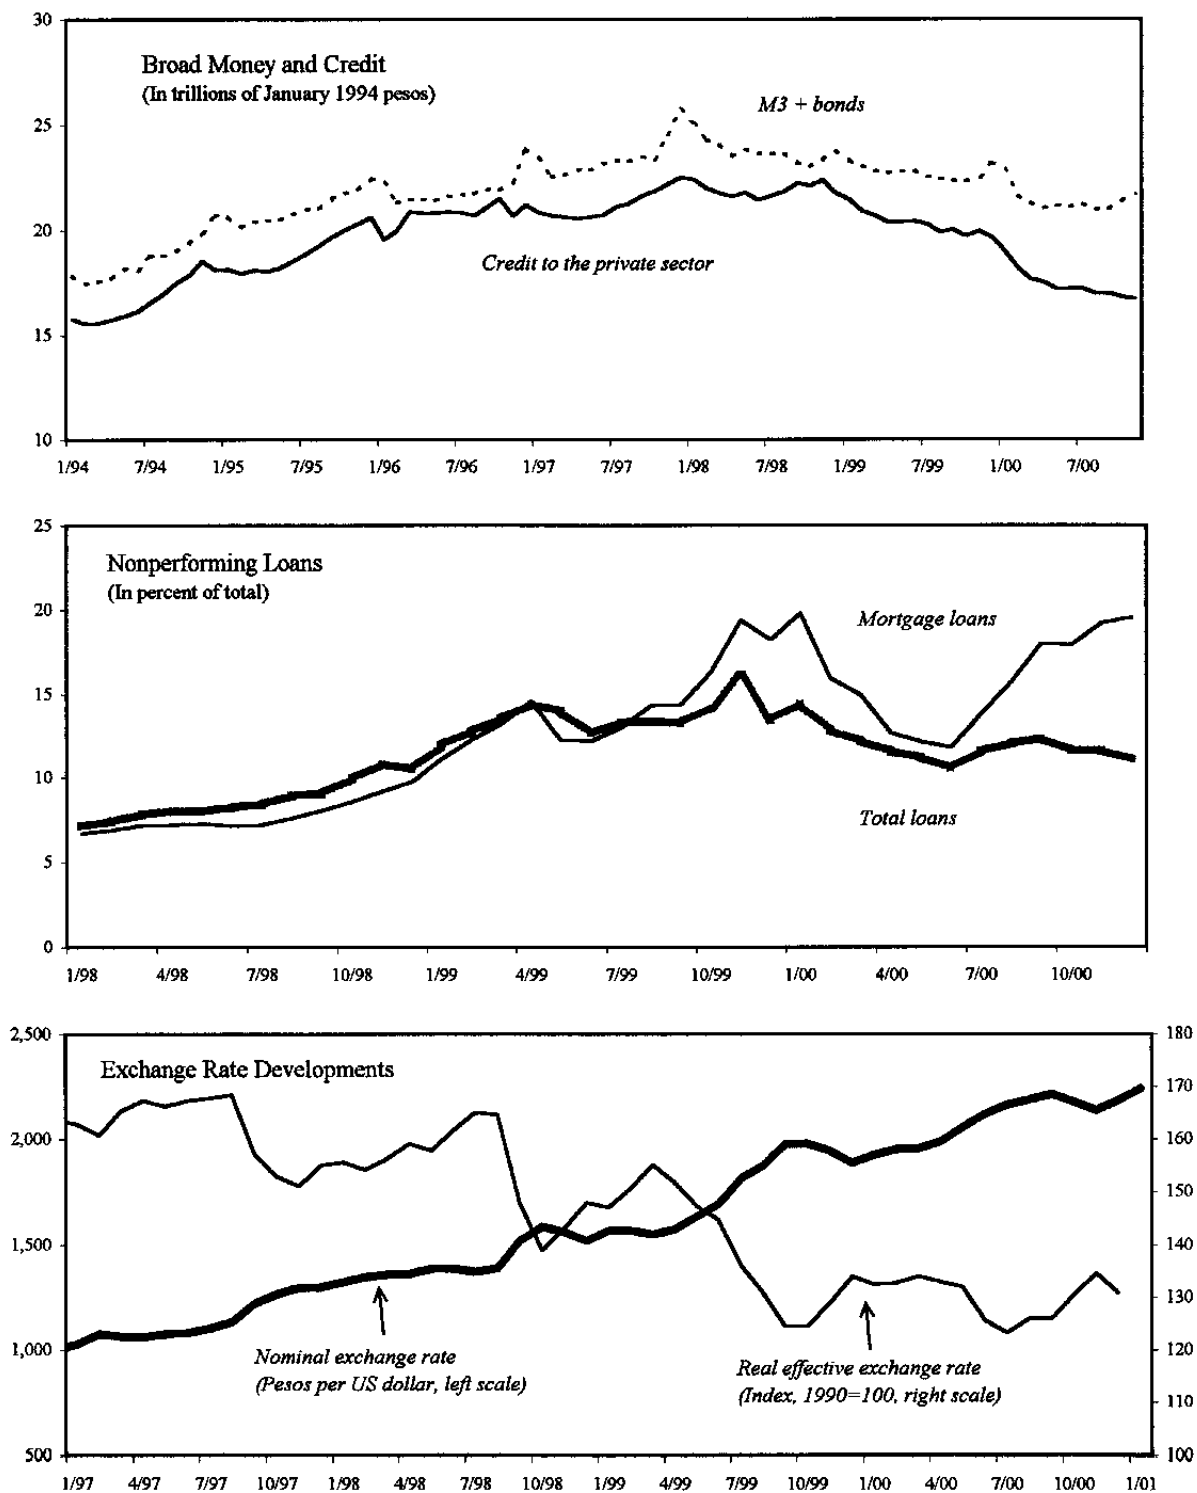 30
Broad Money and Credit
(In trillions of January 1994 pesos)
M3 + bonds
25
20
Credit to the private sector
15
10
1/94 7/94 1/95 7/95 1/96 7/96 1/97 7/97 1/98 7/98 1/99 7/99 1/00 7/00
25
Nonperforming Loans
(In percent of total)
20
Mortgage loans
15
10
Total loans
5
0
1/98 4/98 7/98 10/98 1/99 4/99 7/99 10/99 1/00 4/00 7/00 10/00
2,500 180
Exchange Rate Developments
170
2,000 160
150
1,500 140
130
1,000 120
Nominal exchange rate
(Pesos per US dollar, left scale)
Real effective exchange rate
(Index, 1990=100, right scale)
110
500 100
1/97 4/97 7/97 10/97 1/98 4/98 7/98 10/98 1/99 4/99 7/99 10/99 1/00 4/00 7/00 10/00 1/01